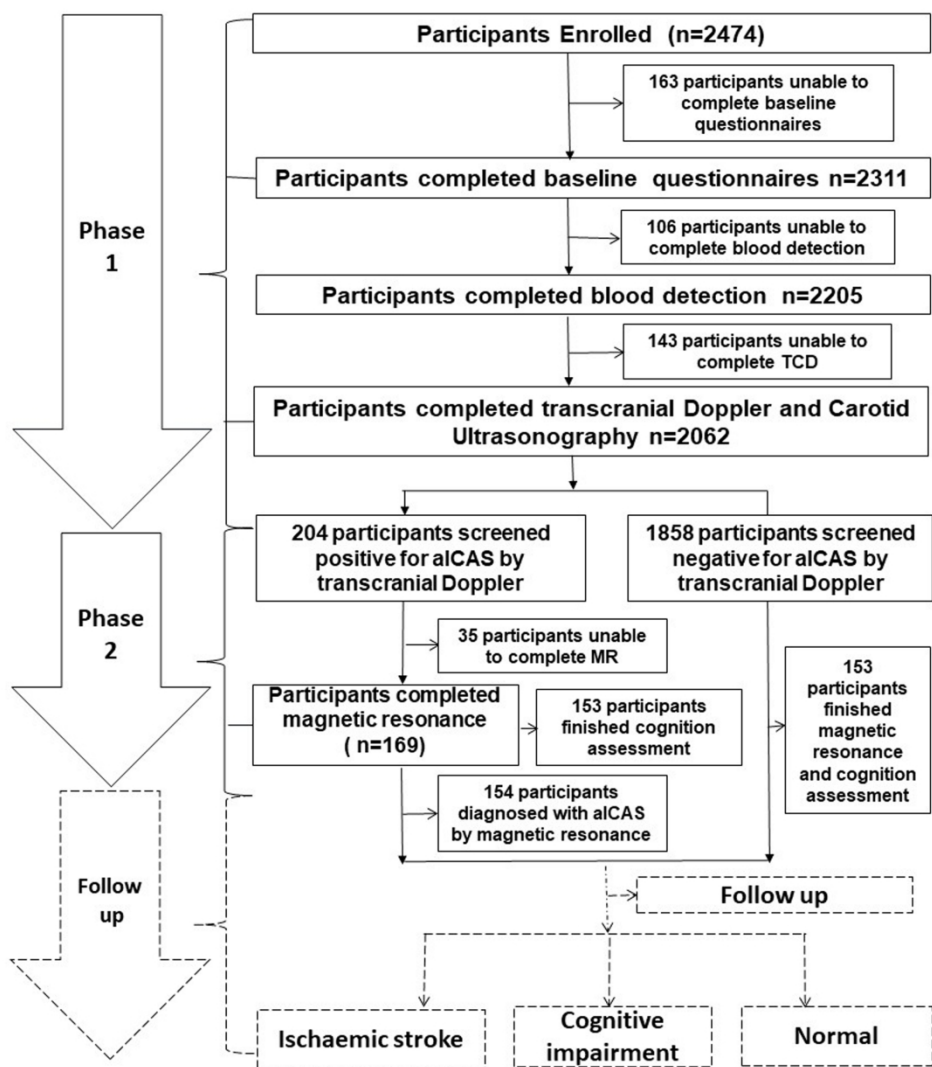 Participants Enrolled (n=2474)
163 participants unable to
complete baseline
questionnaires
Participants completed baseline questionnaires n=2311
Phase
1
106 participants unable to
complete blood detection
Participants completed blood detection n=2205
143 participants unable to
complete TCD
Participants completed transcranial Doppler and Carotid
Ultrasonography n=2062
204 participants screened
positive for aICAS by
transcranial Doppler
1858 participants screened
negative for aICAS by
transcranial Doppler
Phase
2
35 participants unable
to complete MR
Participants completed
magnetic resonance
( n=169)
153 participants
finished cognition
assessment
153
participants
finished
magnetic
resonance
and cognition
assessment
154 participants
diagnosed with aICAS
by magnetic resonance
Follow
up
Follow up
Ischaemic stroke
Cognitive
impairment
Normal